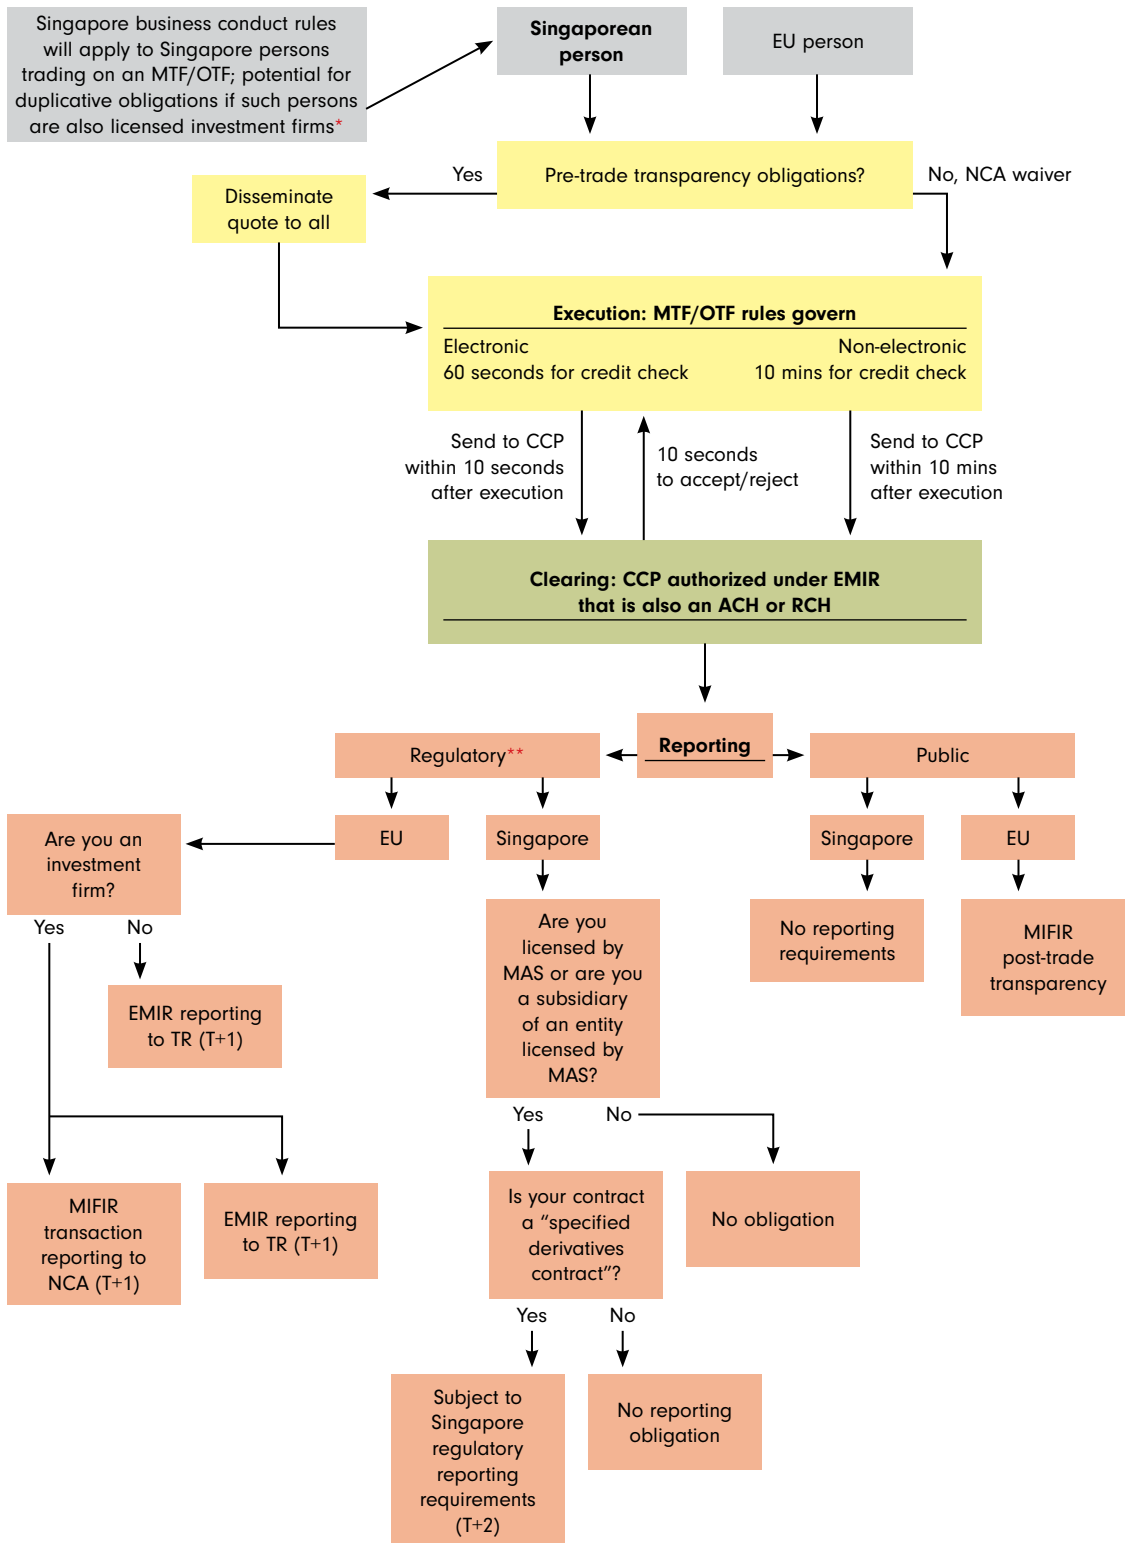 Singapore business conduct rules
will apply to Singapore persons
trading on an MTF/OTF; potential for
duplicative obligations if such persons
are also licensed investment firms*
Singaporean
person
EU person
Pre-trade transparency obligations?
Yes
No, NCA waiver
Disseminate
quote to all
Execution: MTF/OTF rules govern
Electronic
60 seconds for credit check
Non-electronic
10 mins for credit check
Send to CCP
within 10 seconds
after execution
10 seconds
to accept/reject
Send to CCP
within 10 mins
after execution
Clearing: CCP authorized under EMIR
that is also an ACH or RCH
Reporting
Regulatory**
Public
EU
Singapore
Singapore
EU
Are you an
investment
firm?
Yes
No
EMIR reporting
to TR (T+1)
MIFIR
transaction
reporting to
NCA (T+1)
EMIR reporting
to TR (T+1)
Are you
licensed by
MAS or are you
a subsidiary
of an entity
licensed by
MAS?
Yes
No
Is your contract
a “specified
derivatives
contract”?
No obligation
Yes
No
Subject to
Singapore
regulatory
reporting
requirements
(T+2)
No reporting
obligation
No reporting
requirements
MIFIR
post-trade
transparency